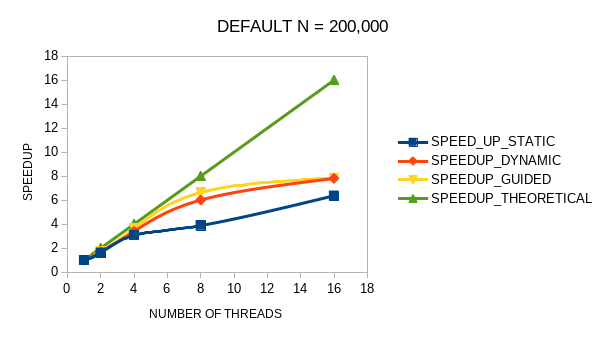 DEFAULT N = 200,000
SPEEDUP
18
16
14
12
10
8
6
4
2
0
0 2 4 6 8 10 12 14 16 18
NUMBER OF THREADS
SPEED_UP_STATIC
SPEEDUP_DYNAMIC
SPEEDUP_GUIDED
SPEEDUP_THEORETICAL